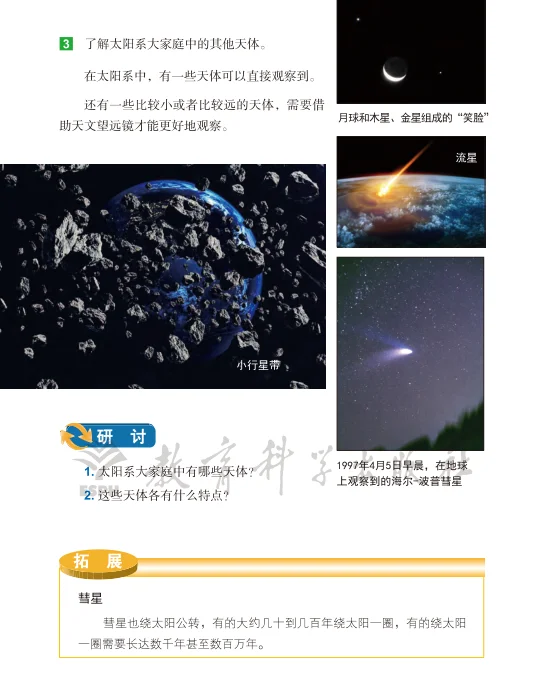 3 了解太阳系大家庭中的其他天体。
在太阳系中，有一些天体可以直接观察到。
还有一些比较小或者比较远的天体，需要借
助天文望远镜才能更好地观察。
月球和木星、金星组成的“笑脸”
流星
小行星带
1997年4月5日早晨，在地球
上观察到的海尔-波普彗星
研 讨
教育科学出版社
ESPH
1. 太阳系大家庭中有哪些天体？
2. 这些天体各有什么特点？
拓 展
彗星
彗星也绕太阳公转，有的大约几十到几百年绕太阳一圈，有的绕太阳
一圈需要长达数千年甚至数百万年。